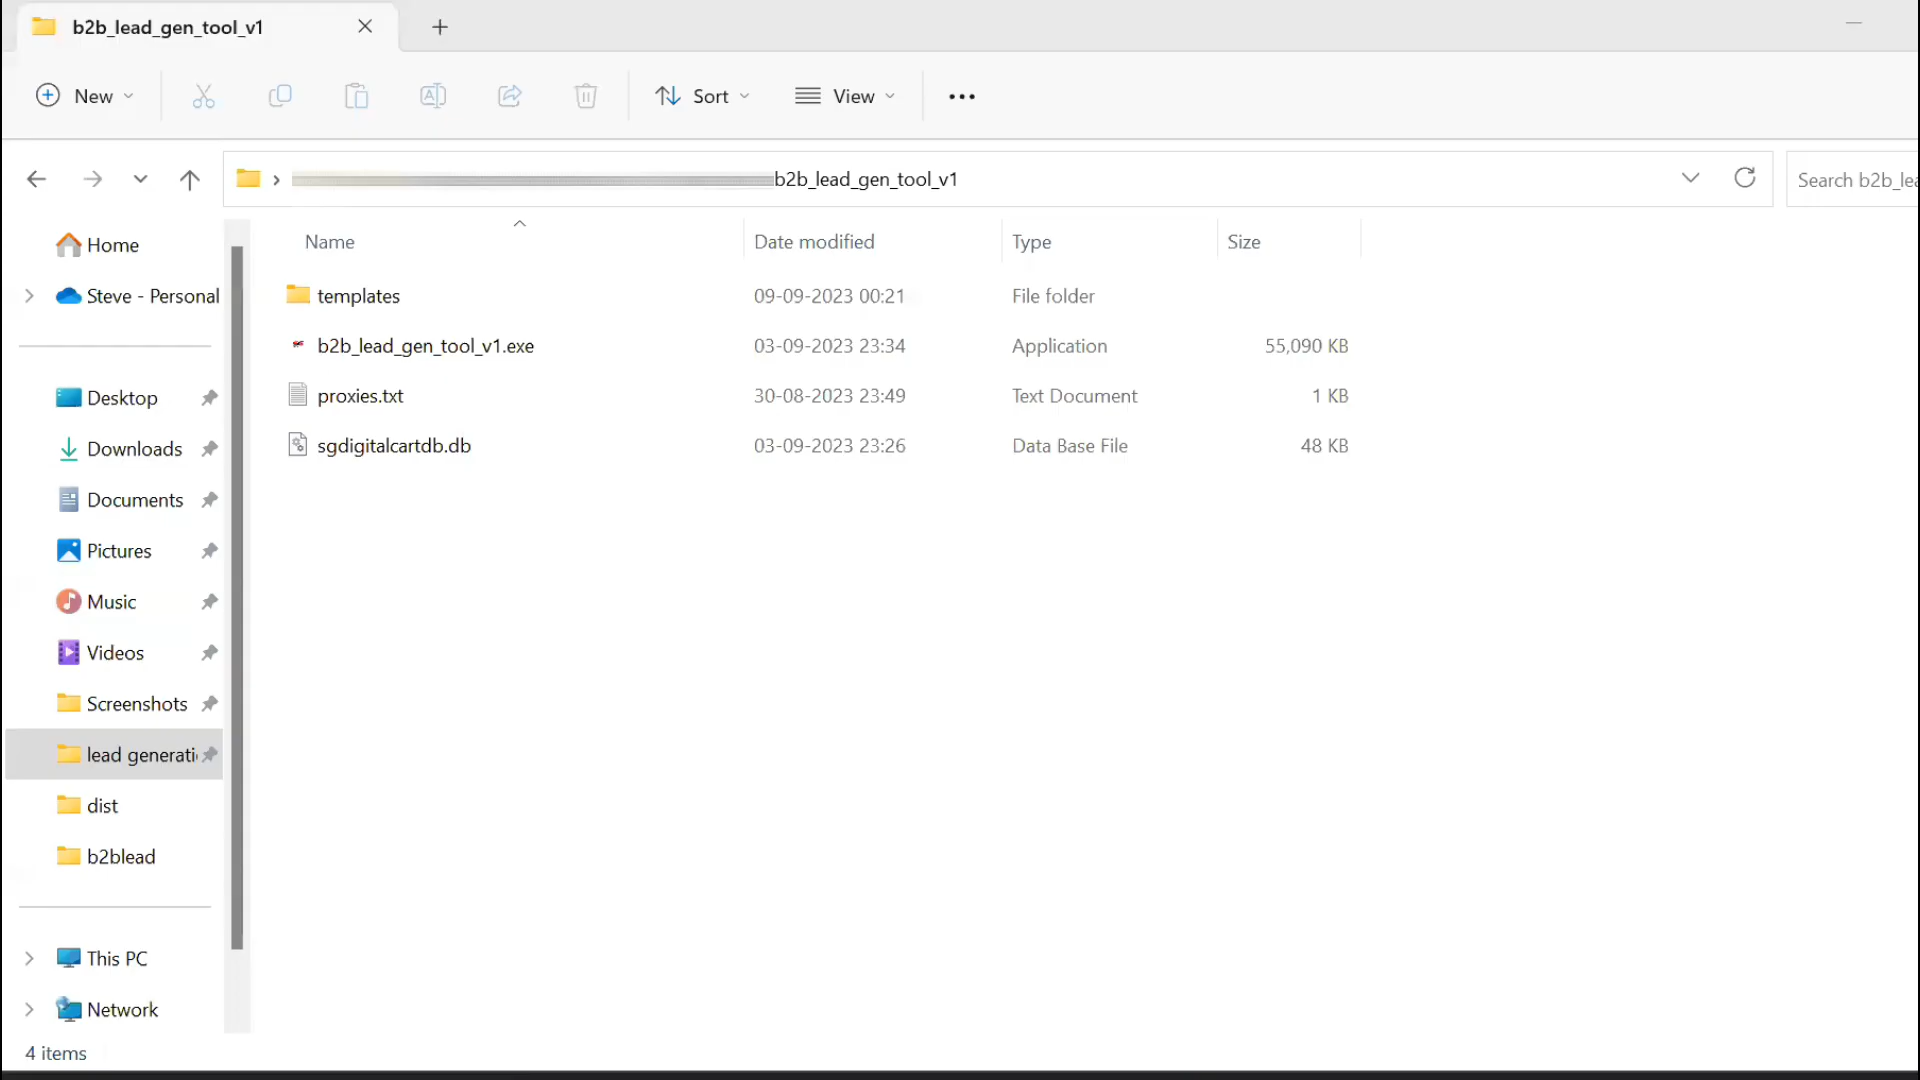 b2b_lead_gen_tool_v1
New
Sort
View
b2b_lead_gen_tool_v1
Search b2b_lea
Home
Steve - Personal
Desktop
Downloads
Documents
Pictures
Music
Videos
Screenshots
lead generati
dist
b2blead
This PC
Network
Name Date modified Type Size
templates 09-09-2023 00:21 File folder
b2b_lead_gen_tool_v1.exe 03-09-2023 23:34 Application 55,090 KB
proxies.txt 30-08-2023 23:49 Text Document 1 KB
sgdigitalcartdb.db 03-09-2023 23:26 Data Base File 48 KB
4 items